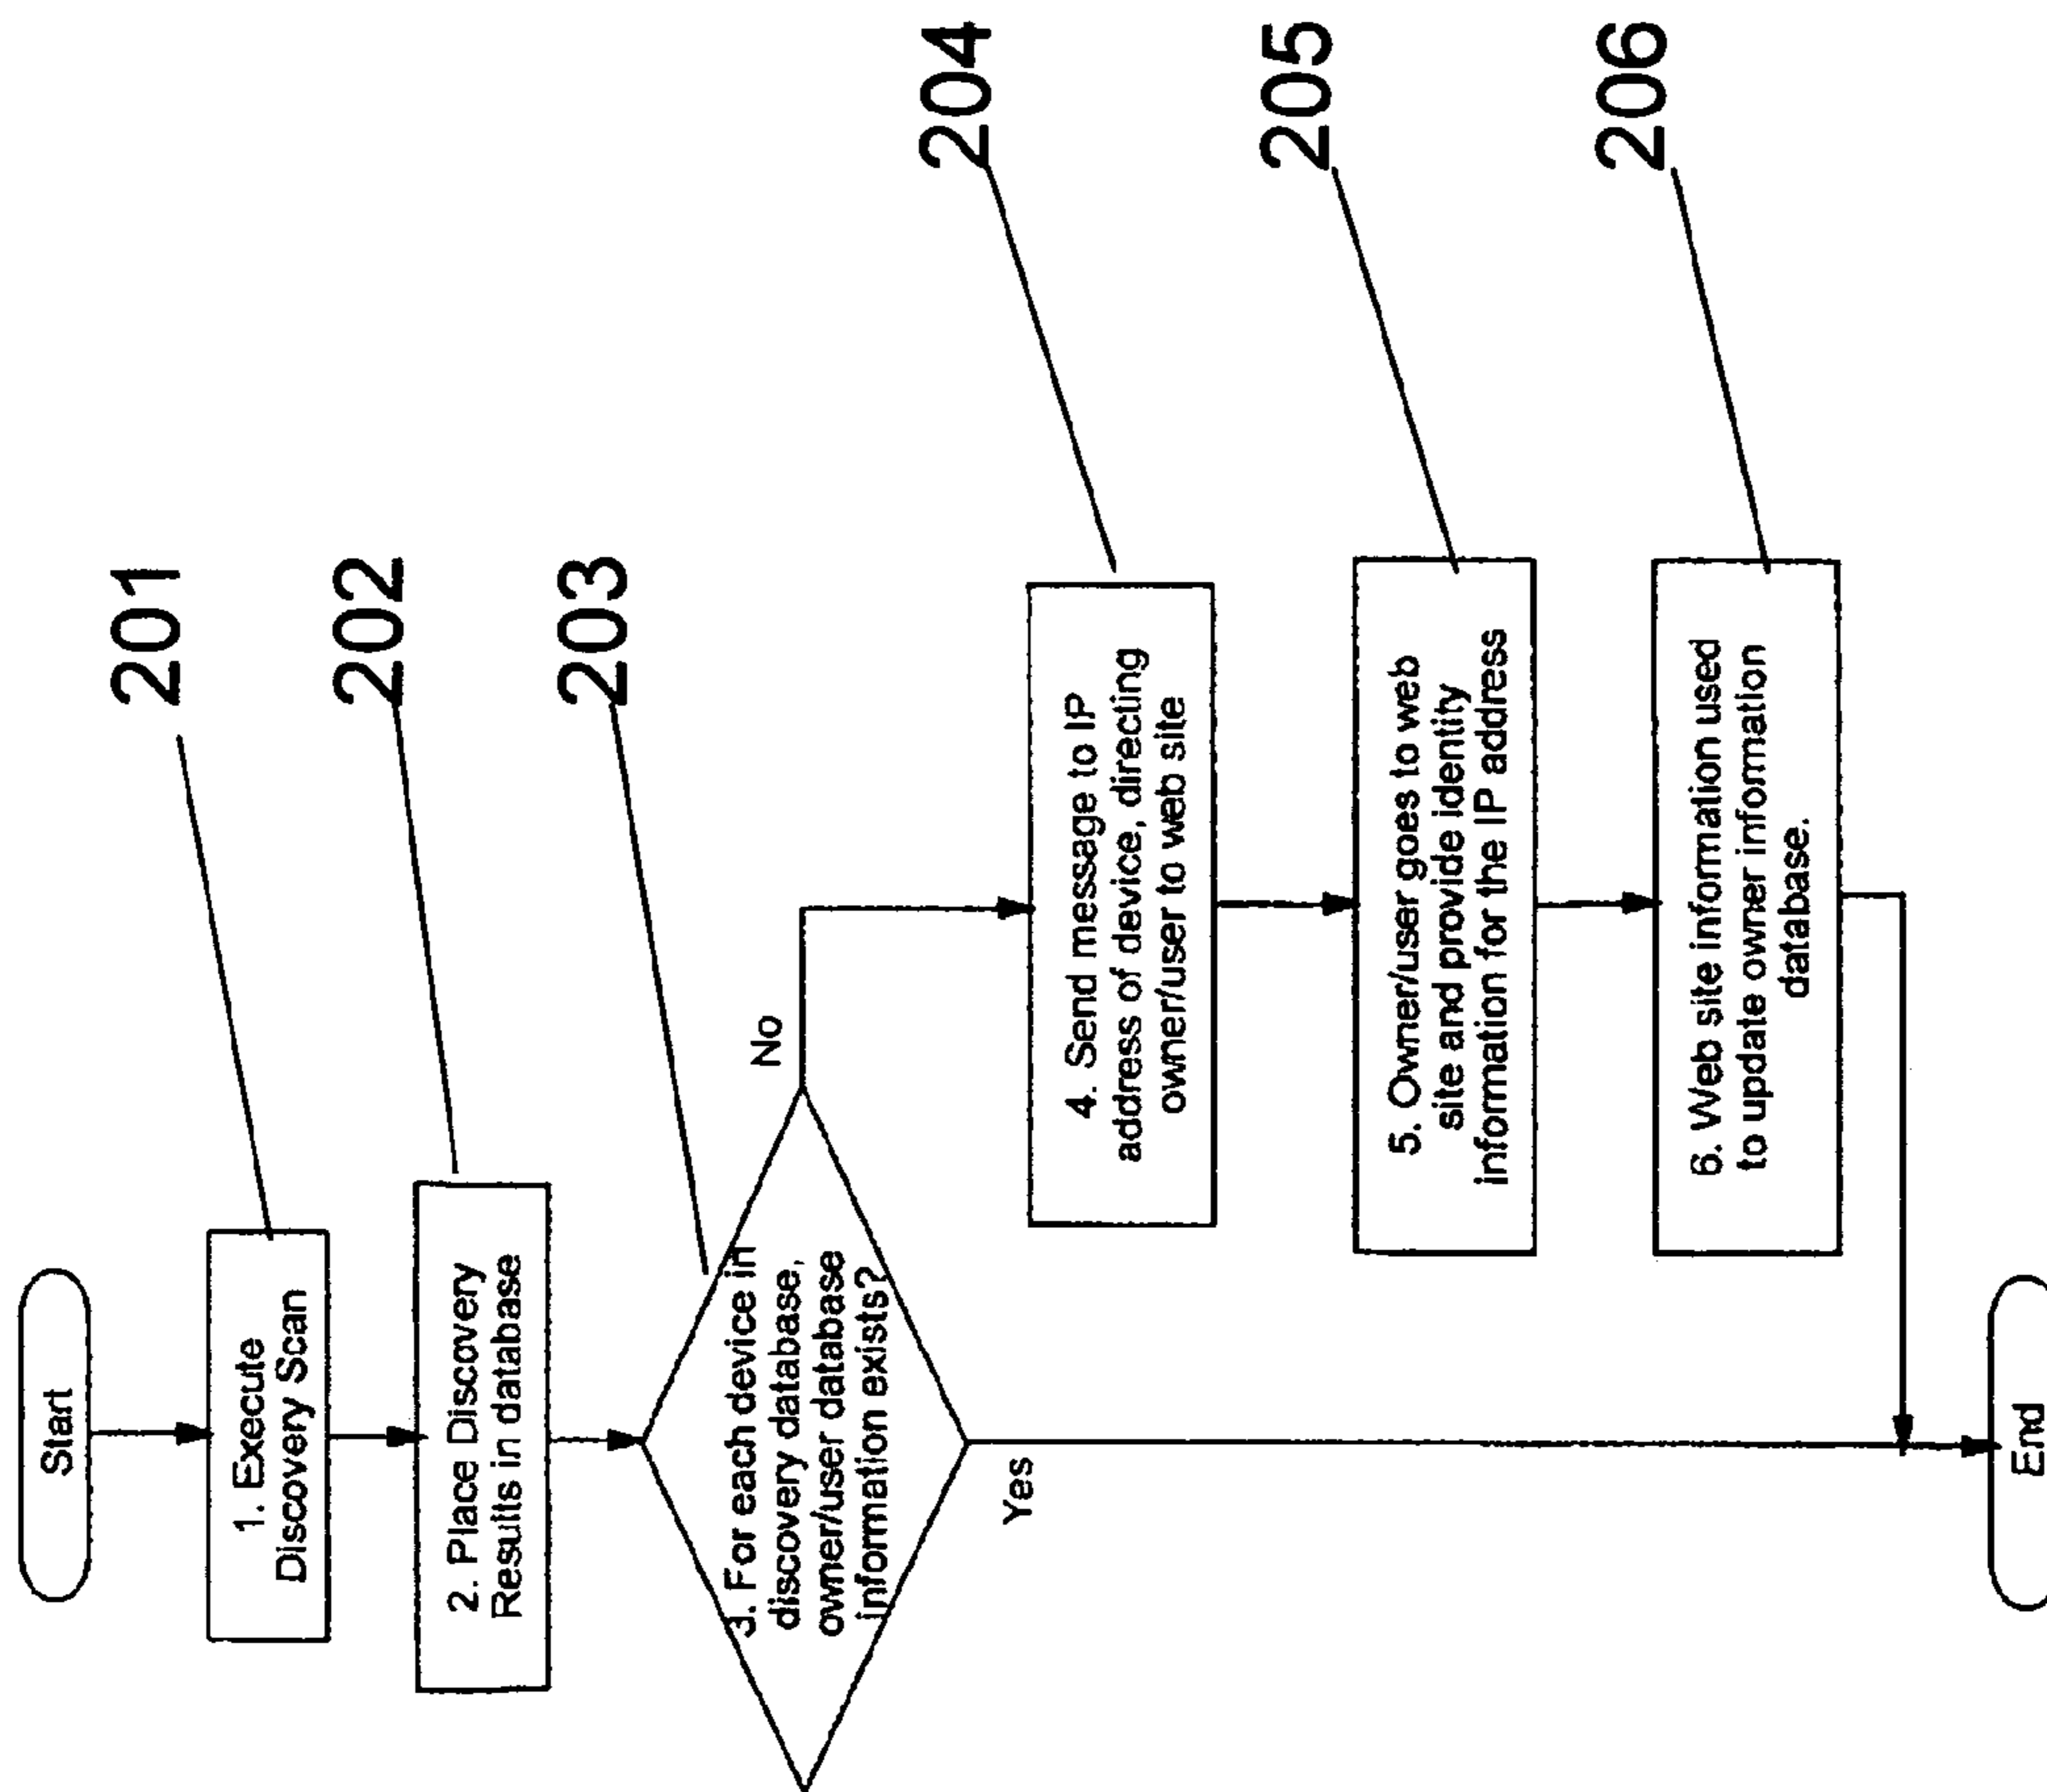 Start
201
1. Execute
Discovery Scan
202
2. Place Discovery
Results in database
203
3. For each device in
discovery database,
owner/user database
information exists?
No
Yes
204
4. Send message to IP
address of device, directing
owner/user to web site
205
5. Owner/user goes to web
site and provide identity
information for the IP address
206
6. Web site information used
to update owner infomation
database.
End